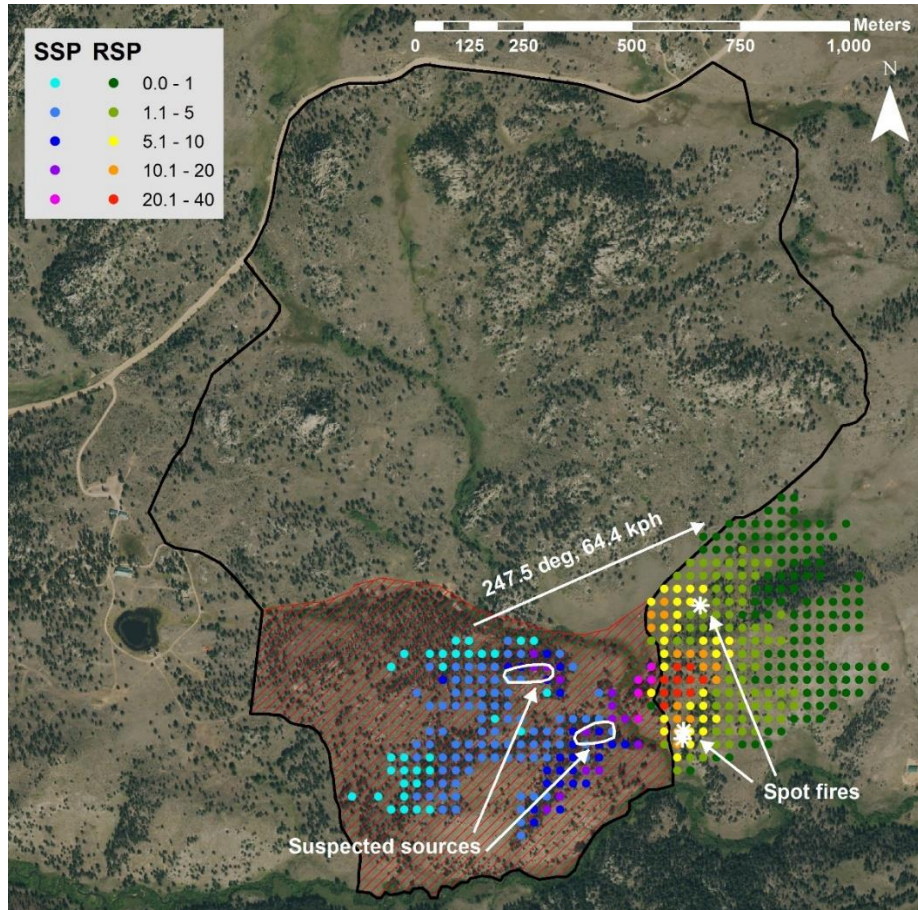 Meters
0 125 250 500 750 1,000
SSP RSP
0.0 - 1
1.1 - 5
5.1 - 10
10.1 - 20
20.1 - 40
N
247.5 deg, 64.4 kph
Spot fires
Suspected sources